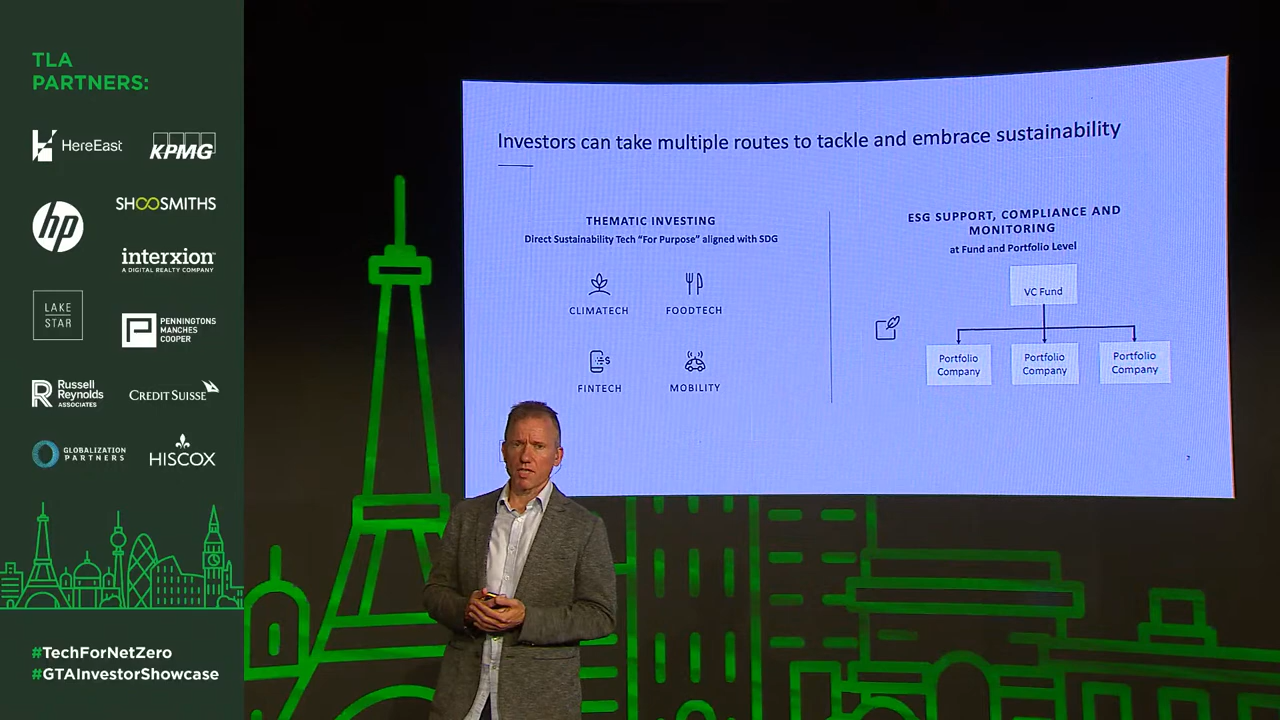 TLA
PARTNERS:
HereEast
KPMG
hp
SHOOSMITHS
interxion
A DIGITAL REALTY COMPANY
LAKE
STAR
PENNINGTONS
MANCHES
COOPER
Russell
Reynolds
ASSOCIATES
CREDIT SUISSE
GLOBALIZATION
PARTNERS
HISCOX
#TechForNetZero
#GTAInvestorShowcase
Investors can take multiple routes to tackle and embrace sustainability
THEMATIC INVESTING
Direct Sustainability Tech "For Purpose" aligned with SDG
CLIMATECH
FOODTECH
FINTECH
MOBILITY
ESG SUPPORT, COMPLIANCE AND
MONITORING
at Fund and Portfolio Level
VC Fund
Portfolio
Company
Portfolio
Company
Portfolio
Company